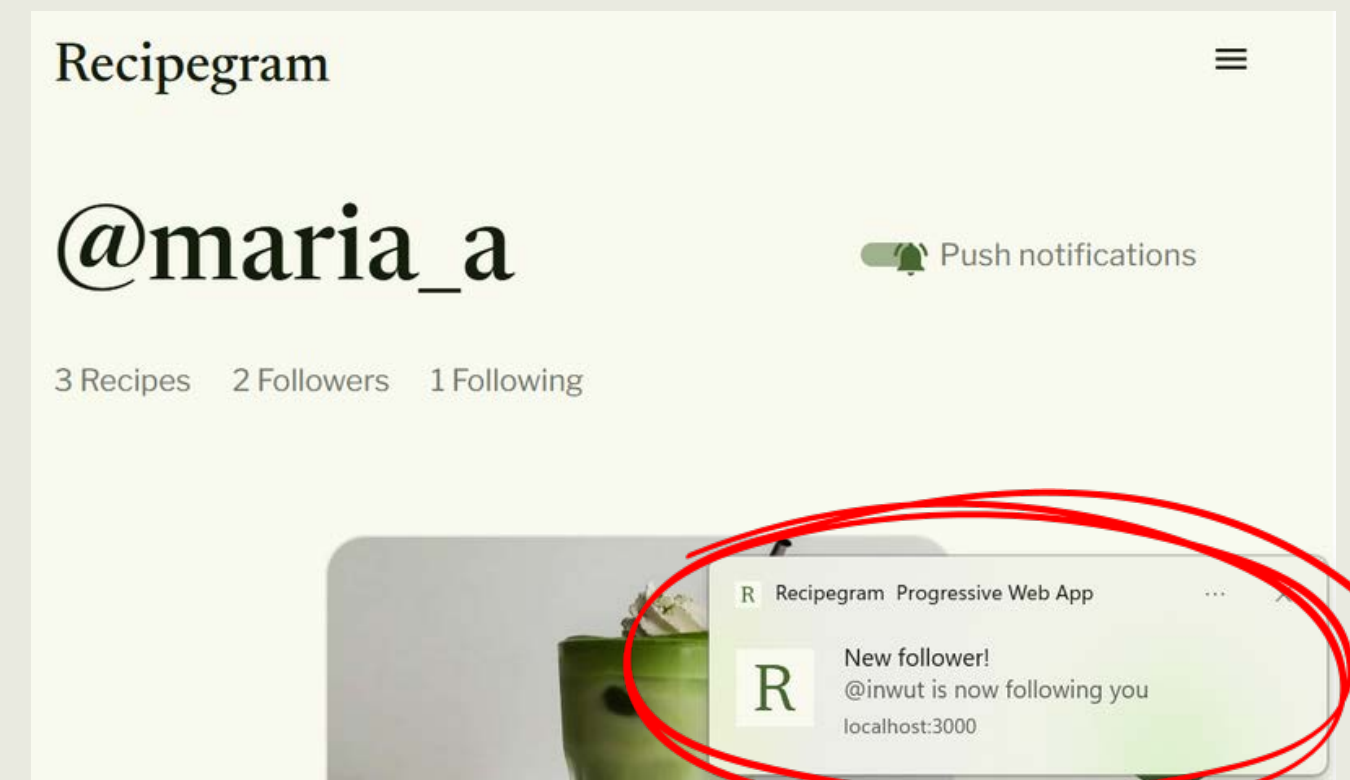 Recipegram
@maria_a
Push notifications
3 Recipes 2 Followers 1 Following
R Recipegram Progressive Web App ...
R
New follower!
@inwut is now following you
localhost:3000